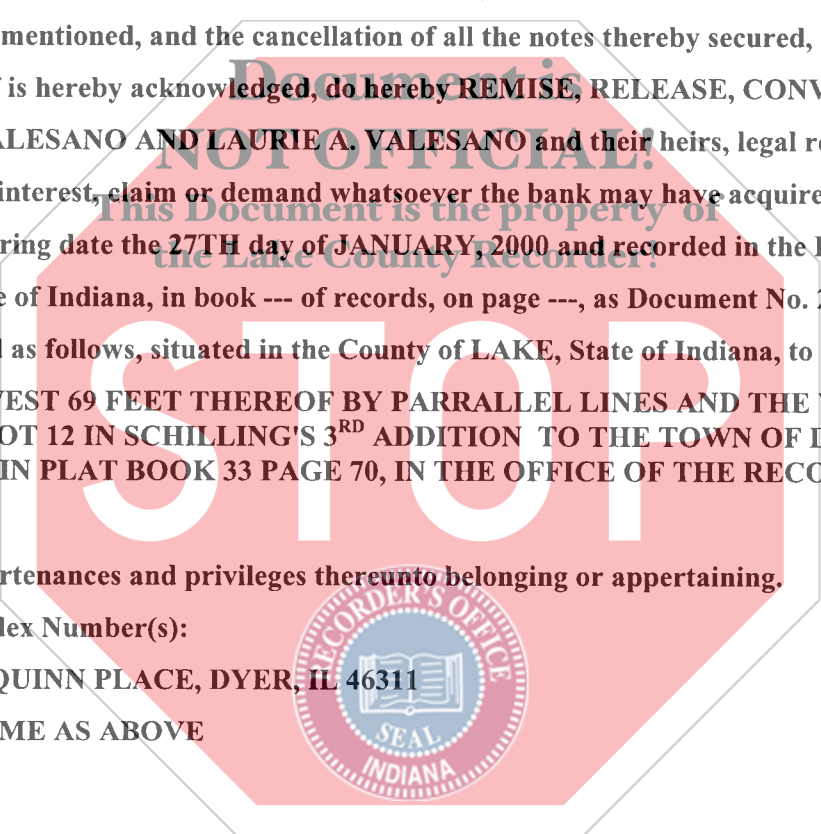 mentioned, and the cancellation of all the notes thereby secured,
is hereby acknowledged, do hereby REMISE, RELEASE, CONV
Document is
ALESANO AND LAURIE A. VALESANO and their heirs, legal re
NOT OFFICIAL!
interest, claim or demand whatsoever the bank may have acquire
This Document is the property of
ring date the 27TH day of JANUARY, 2000 and recorded in the
the Lake County Recorder!
e of Indiana, in book --- of records, on page ---, as Document No. 2
as follows, situated in the County of LAKE, State of Indiana, to
STOP
VEST 69 FEET THEREOF BY PARRALLEL LINES AND THE
OT 12 IN SCHILLING'S 3RD ADDITION TO THE TOWN OF D
IN PLAT BOOK 33 PAGE 70, IN THE OFFICE OF THE RECO
rtenances and privileges thereunto belonging or appertaining.
dex Number(s):
QUINN PLACE, DYER, IL 46311
ME AS ABOVE
RECORDER'S OFFICE
SEAL
INDIANA